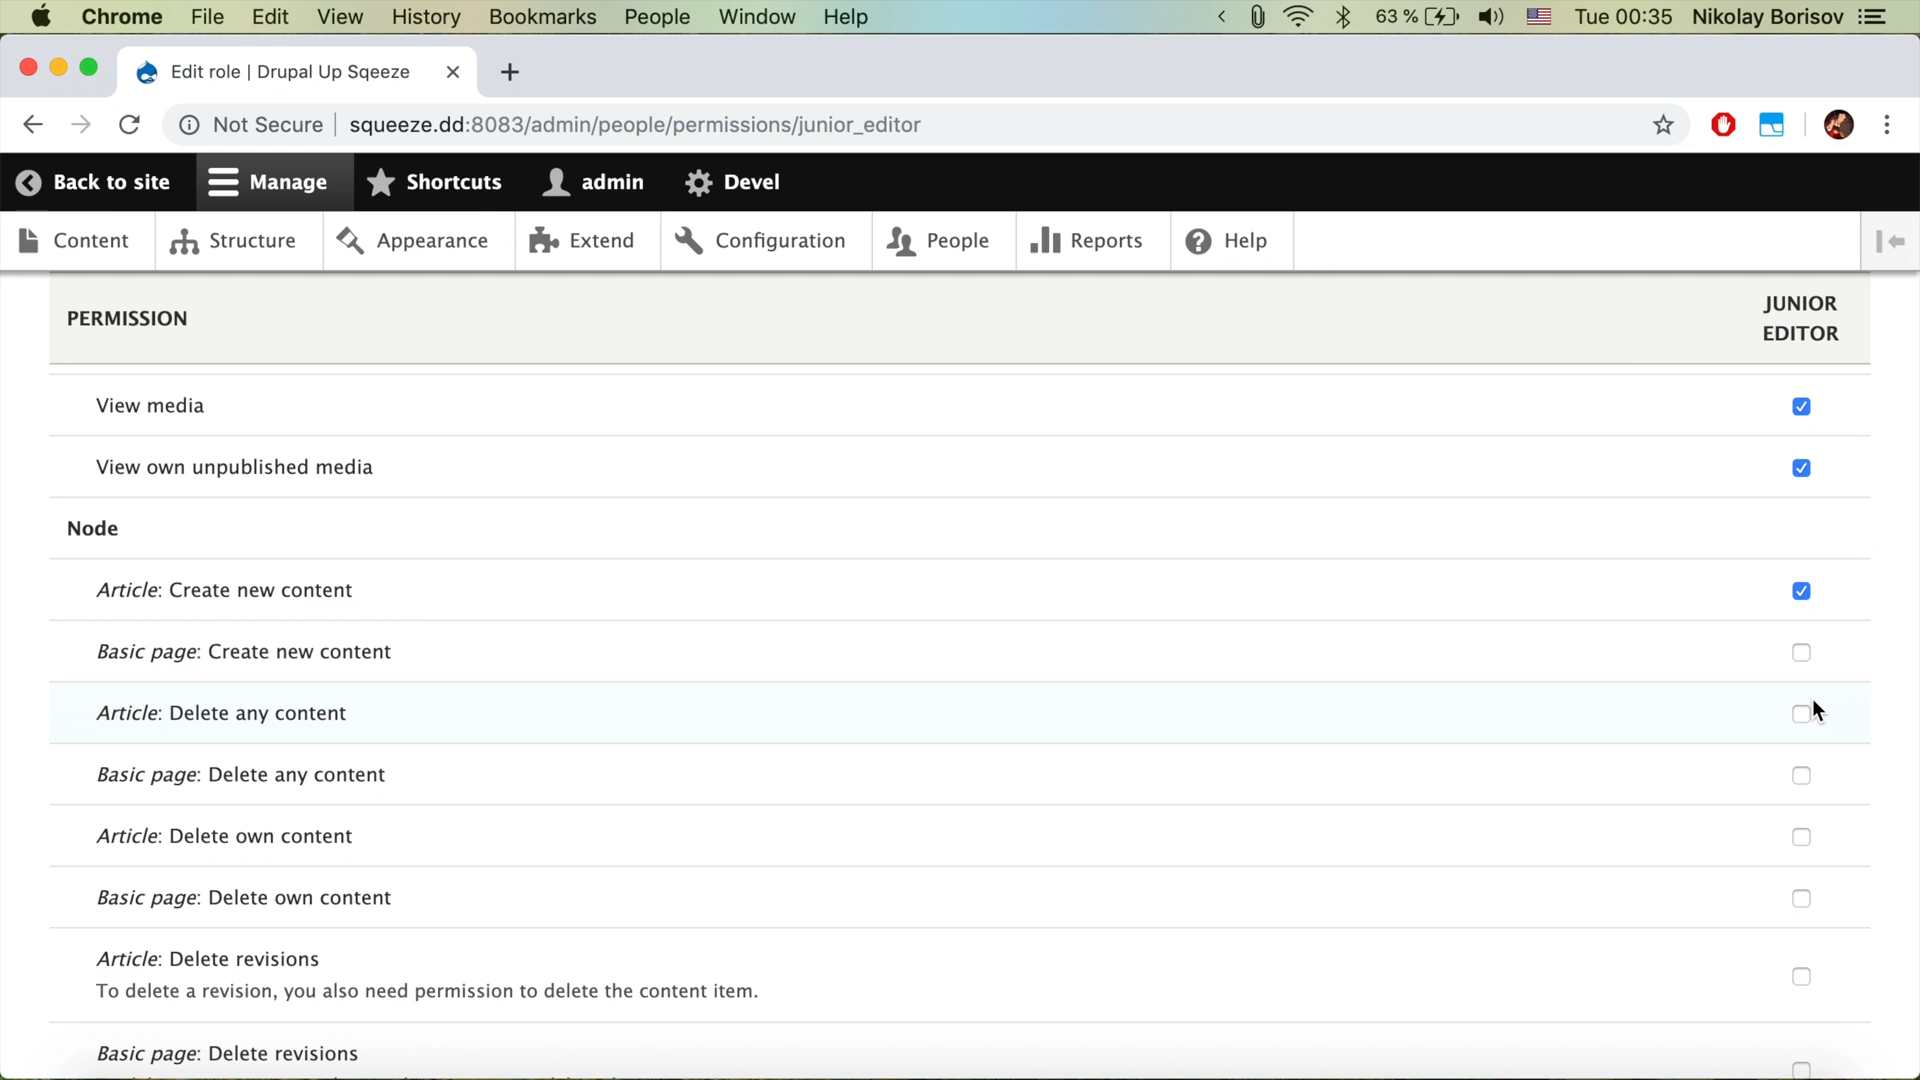 Chrome File Edit View History Bookmarks People Window Help 63 % Tue 00:35 Nikolay Borisov
Edit role | Drupal Up Sqeeze
Not Secure squeeze.dd:8083/admin/people/permissions/junior_editor
Back to site Manage Shortcuts admin Devel
Content Structure Appearance Extend Configuration People Reports Help
PERMISSION JUNIOR
EDITOR
View media
View own unpublished media
Node
Article: Create new content
Basic page: Create new content
Article: Delete any content
Basic page: Delete any content
Article: Delete own content
Basic page: Delete own content
Article: Delete revisions
To delete a revision, you also need permission to delete the content item.
Basic page: Delete revisions